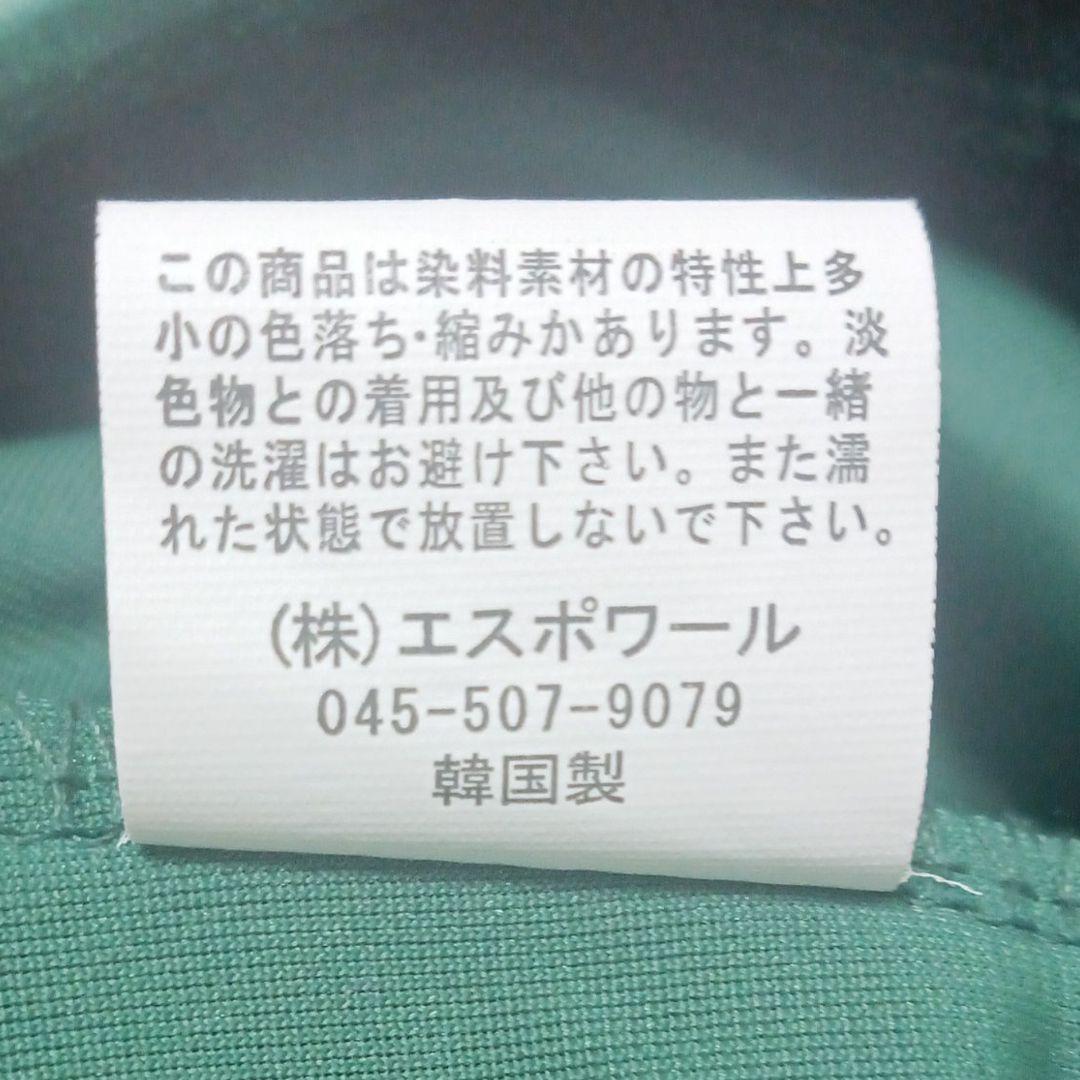 この商品は染料素材の特性上多
小の色落ち・縮みかあります。淡
色物との着用及び他の物と一緒
の洗濯はお避け下さい。また濡
れた状態で放置しないで下さい。
(株)エスポワール
045-507-9079
韓国製